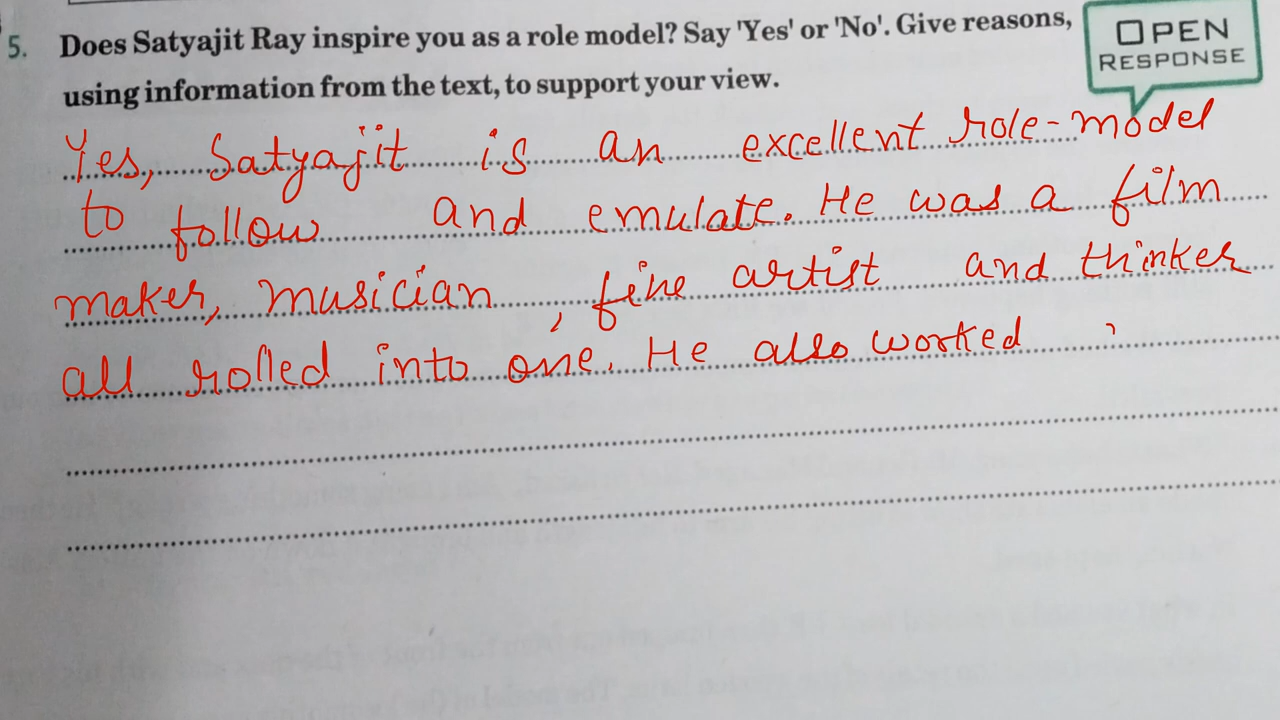 5. Does Satyajit Ray inspire you as a role model? Say 'Yes' or 'No'. Give reasons,
using information from the text, to support your view.
OPEN
RESPONSE
Yes, Satyajit is an excellent role-model
to follow and emulate. He was a film
maker, musician, fine artist and thinker
all rolled into one. He also worked